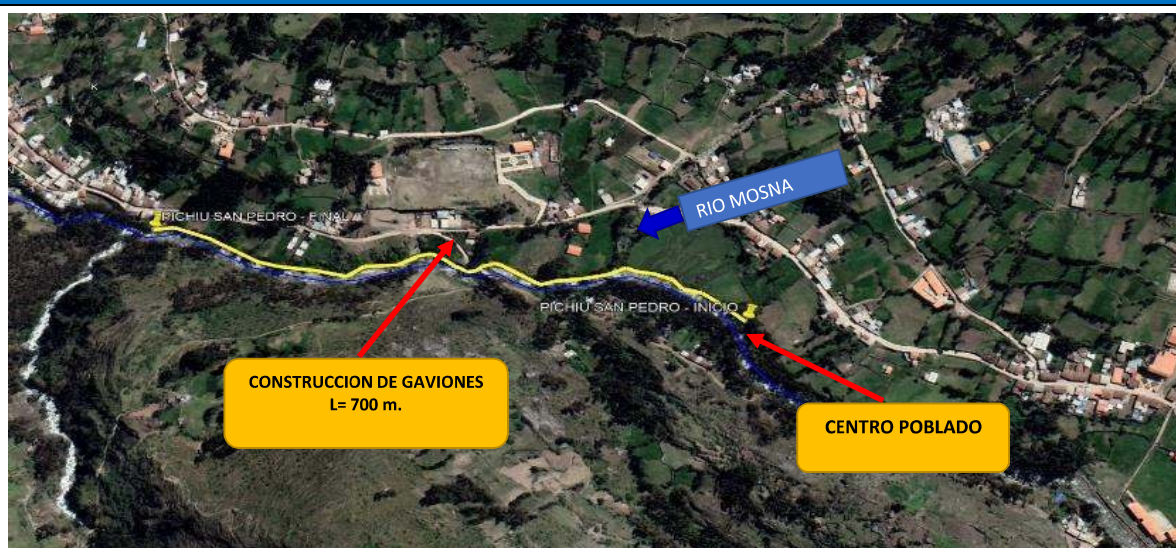 RIO MOSNA
PICHIU SAN PEDRO - FINAL
PICHIU SAN PEDRO - INICIO
CONSTRUCCION DE GAVIONES
L= 700 m.
CENTRO POBLADO